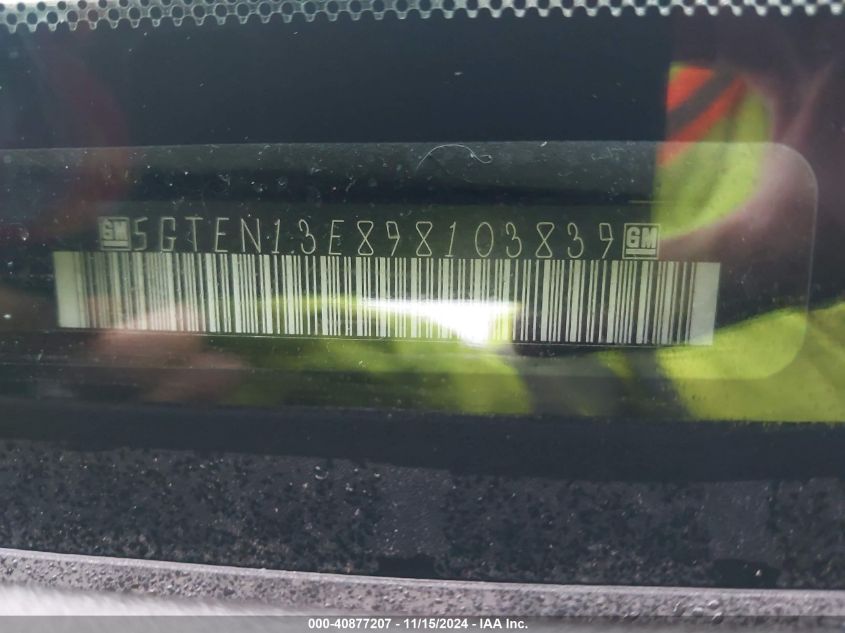 GM 5GTEN13E898103839 GM
000-40877207 - 11/15/2024 - IAA Inc.